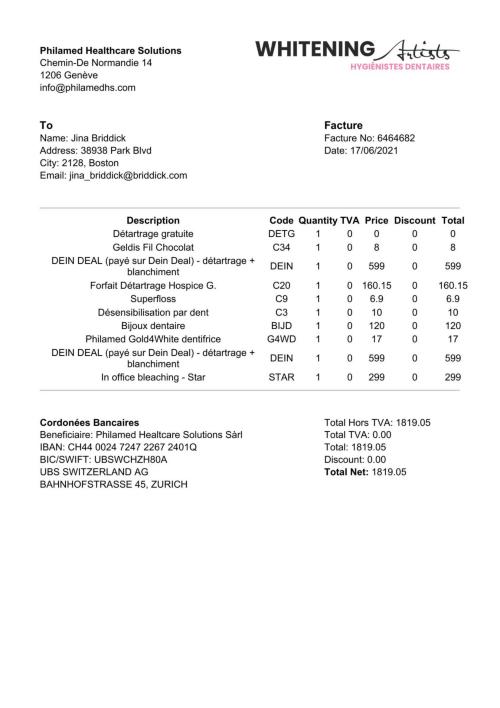 Philamed Healthcare Solutions
Chemin-De Normandie 14
1206 Genève
info@philamedhs.com
WHITENING Artists
HYGIÉNISTES DENTAIRES
To
Name: Jina Briddick
Address: 38938 Park Blvd
City: 2128, Boston
Email: jina_briddick@briddick.com
Facture
Facture No: 6464682
Date: 17/06/2021
Description Code Quantity TVA Price Discount Total
Détartrage gratuite DETG 1 0 0 0 0
Geldis Fil Chocolat C34 1 0 8 0 8
DEIN DEAL (payé sur Dein Deal) - détartrage +
blanchiment DEIN 1 0 599 0 599
Forfait Détartrage Hospice G. C20 1 0 160.15 0 160.15
Superfloss C9 1 0 6.9 0 6.9
Désensibilisation par dent C3 1 0 10 0 10
Bijoux dentaire BIJD 1 0 120 0 120
Philamed Gold4White dentifrice G4WD 1 0 17 0 17
DEIN DEAL (payé sur Dein Deal) - détartrage +
blanchiment DEIN 1 0 599 0 599
In office bleaching - Star STAR 1 0 299 0 299
Cordonées Bancaires
Beneficiaire: Philamed Healtcare Solutions Sàrl
IBAN: CH44 0024 7247 2267 2401Q
BIC/SWIFT: UBSWCHZH80A
UBS SWITZERLAND AG
BAHNHOFSTRASSE 45, ZURICH
Total Hors TVA: 1819.05
Total TVA: 0.00
Total: 1819.05
Discount: 0.00
Total Net: 1819.05